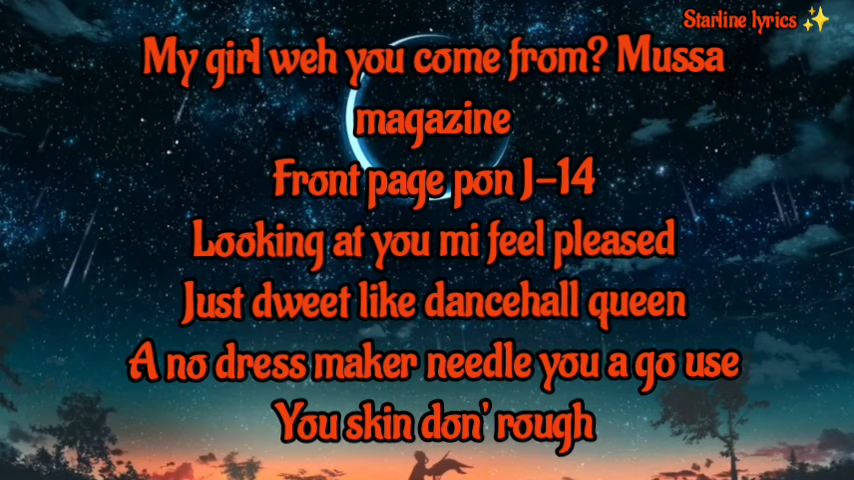 Starline lyrics ✨
My girl weh you come from? Mussa
magazine
Front page pon J-14
Looking at you mi feel pleased
Just dweet like dancehall queen
A no dress maker needle you a go use
You skin don' rough